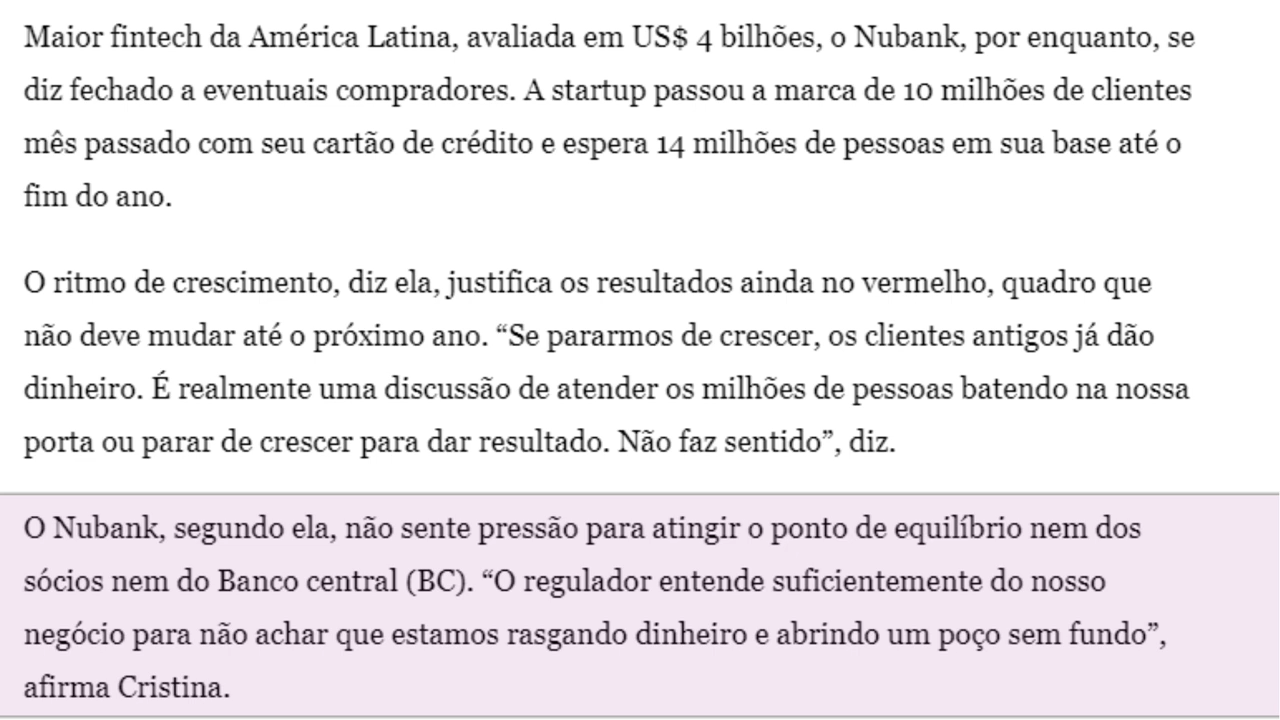 Maior fintech da América Latina, avaliada em US$ 4 bilhões, o Nubank, por enquanto, se
diz fechado a eventuais compradores. A startup passou a marca de 10 milhões de clientes
mês passado com seu cartão de crédito e espera 14 milhões de pessoas em sua base até o
fim do ano.
O ritmo de crescimento, diz ela, justifica os resultados ainda no vermelho, quadro que
não deve mudar até o próximo ano. “Se pararmos de crescer, os clientes antigos já dão
dinheiro. É realmente uma discussão de atender os milhões de pessoas batendo na nossa
porta ou parar de crescer para dar resultado. Não faz sentido”, diz.
O Nubank, segundo ela, não sente pressão para atingir o ponto de equilíbrio nem dos
sócios nem do Banco central (BC). “O regulador entende suficientemente do nosso
negócio para não achar que estamos rasgando dinheiro e abrindo um poço sem fundo”,
afirma Cristina.